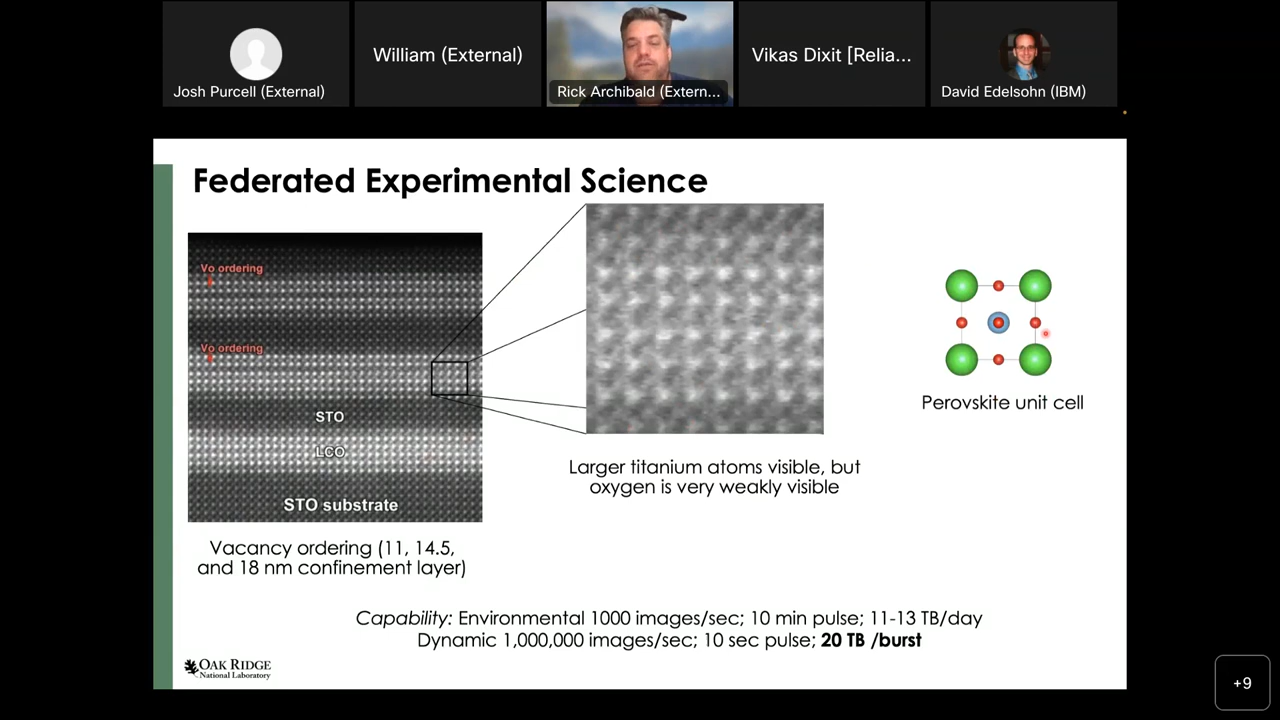 Josh Purcell (External)
William (External)
Rick Archibald (Extern...
Vikas Dixit [Relia...
David Edelsohn (IBM)
Federated Experimental Science
Vo ordering
Vo ordering
STO
LCO
STO substrate
Vacancy ordering (11, 14.5,
and 18 nm confinement layer)
Larger titanium atoms visible, but
oxygen is very weakly visible
Perovskite unit cell
Capability: Environmental 1000 images/sec; 10 min pulse; 11-13 TB/day
Dynamic 1,000,000 images/sec; 10 sec pulse; 20 TB /burst
OAK RIDGE
National Laboratory
+9